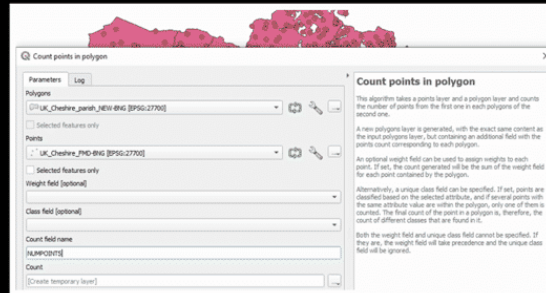 Count points in polygon
Parameters
Log
Polygons
UK_Cheshire_parish_NEW-BNG [EPSG:27700]
Selected features only
Points
UK_Cheshire_FMD-BNG [EPSG:27700]
Selected features only
Weight field [optional]
Class field [optional]
Count field name
NUMPOINTS
Count
[Create temporary layer]
Count points in polygon
This algorithm takes a points layer and a polygon layer and counts
the number of points from the first one in each polygons of the
second one.
A new polygons layer is generated, with the exact same content as
the input polygons layer, but containing an additional field with the
points count corresponding to each polygon.
An optional weight field can be used to assign weights to each
point. If set, the count generated will be the sum of the weight field
for each point contained by the polygon.
Alternatively, a unique class field can be specified. If set, points are
classified based on the selected attribute, and if several points with
the same attribute value are within the polygon, only one of them is
counted. The final count of the point in a polygon is, therefore, the
count of different classes that are found in it.
Both the weight field and unique class field cannot be specified. If
they are, the weight field will take precedence and the unique class
field will be ignored.